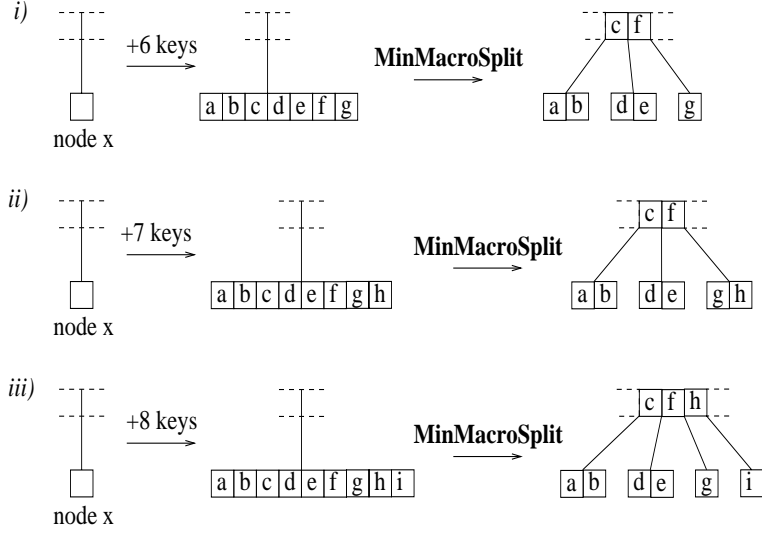 i)
+6 keys
MinMacroSplit
c f
node x
a b c d e f g
a b
d e
g
ii)
+7 keys
MinMacroSplit
c f
node x
a b c d e f g h
a b
d e
g h
iii)
+8 keys
MinMacroSplit
c f h
node x
a b c d e f g h i
a b
d e
g
i